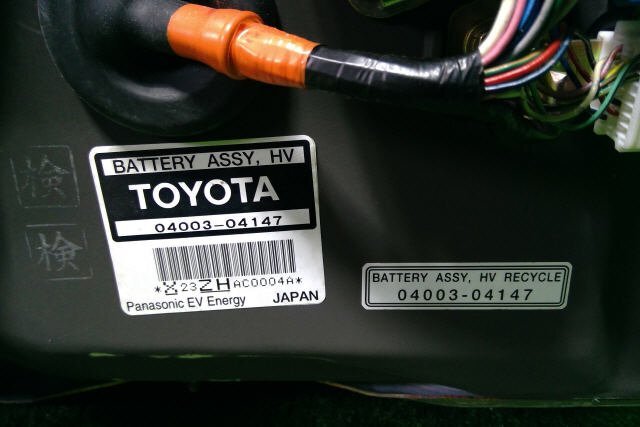 検
検
BATTERY ASSY, HV
TOYOTA
04003-04147
23ZHAC0004A*
Panasonic EV Energy
JAPAN
BATTERY ASSY, HV RECYCLE
04003-04147